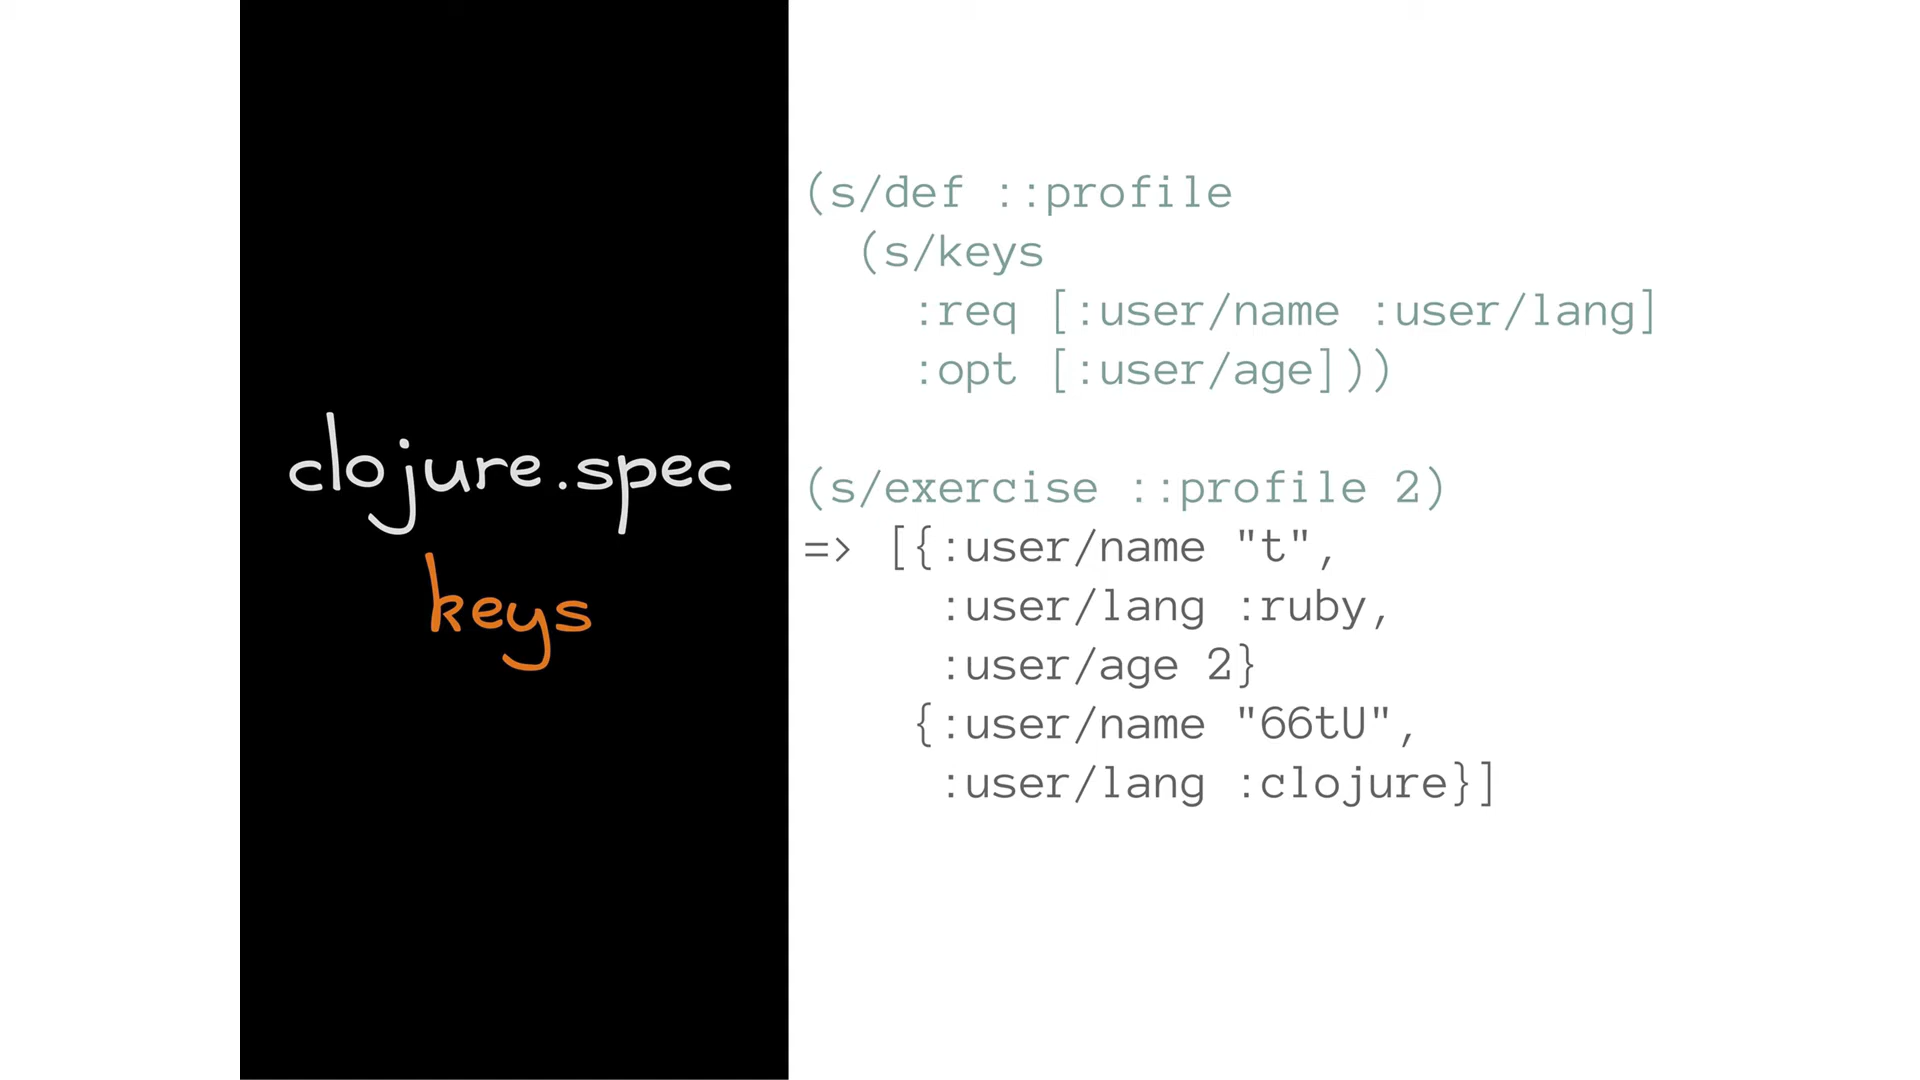 clojure.spec
keys
(s/def ::profile
(s/keys
:req [:user/name :user/lang]
:opt [:user/age]))
(s/exercise ::profile 2)
=> [{:user/name "t",
:user/lang :ruby,
:user/age 2}
{:user/name "66tU",
:user/lang :clojure}]